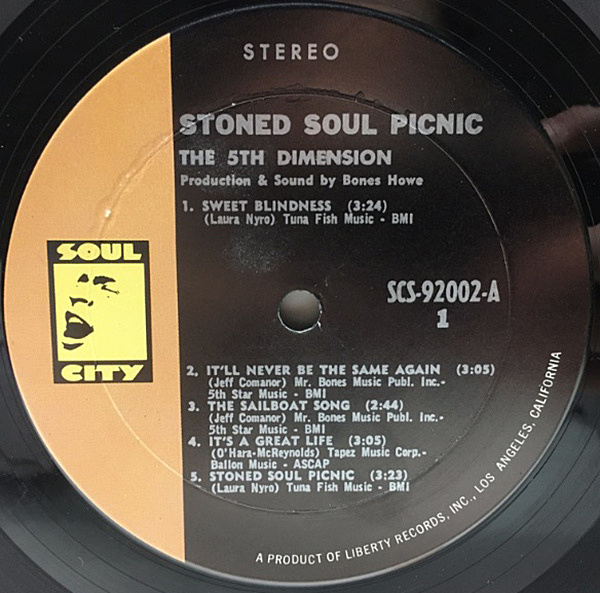 STEREO
STONED SOUL PICNIC
THE 5TH DIMENSION
Production & Sound by Bones Howe
1. SWEET BLINDNESS (3:24)
(Laura Nyro) Tuna Fish Music - BMI
SOUL
CITY
SCS-92002-A
1
2. IT'LL NEVER BE THE SAME AGAIN (3:05)
(Jeff Comanor) Mr. Bones Music Publ. Inc.-
5th Star Music - BMI
3. THE SAILBOAT SONG (2:44)
(Jeff Comanor) Mr. Bones Music Publ. Inc.-
5th Star Music - BMI
4. IT'S A GREAT LIFE (3:05)
(O'Hara-McReynolds) Tapez Music Corp.-
Ballon Music - ASCAP
5. STONED SOUL PICNIC (3:23)
(Laura Nyro) Tuna Fish Music - BMI
A PRODUCT OF LIBERTY RECORDS, INC., LOS ANGELES, CALIFORNIA